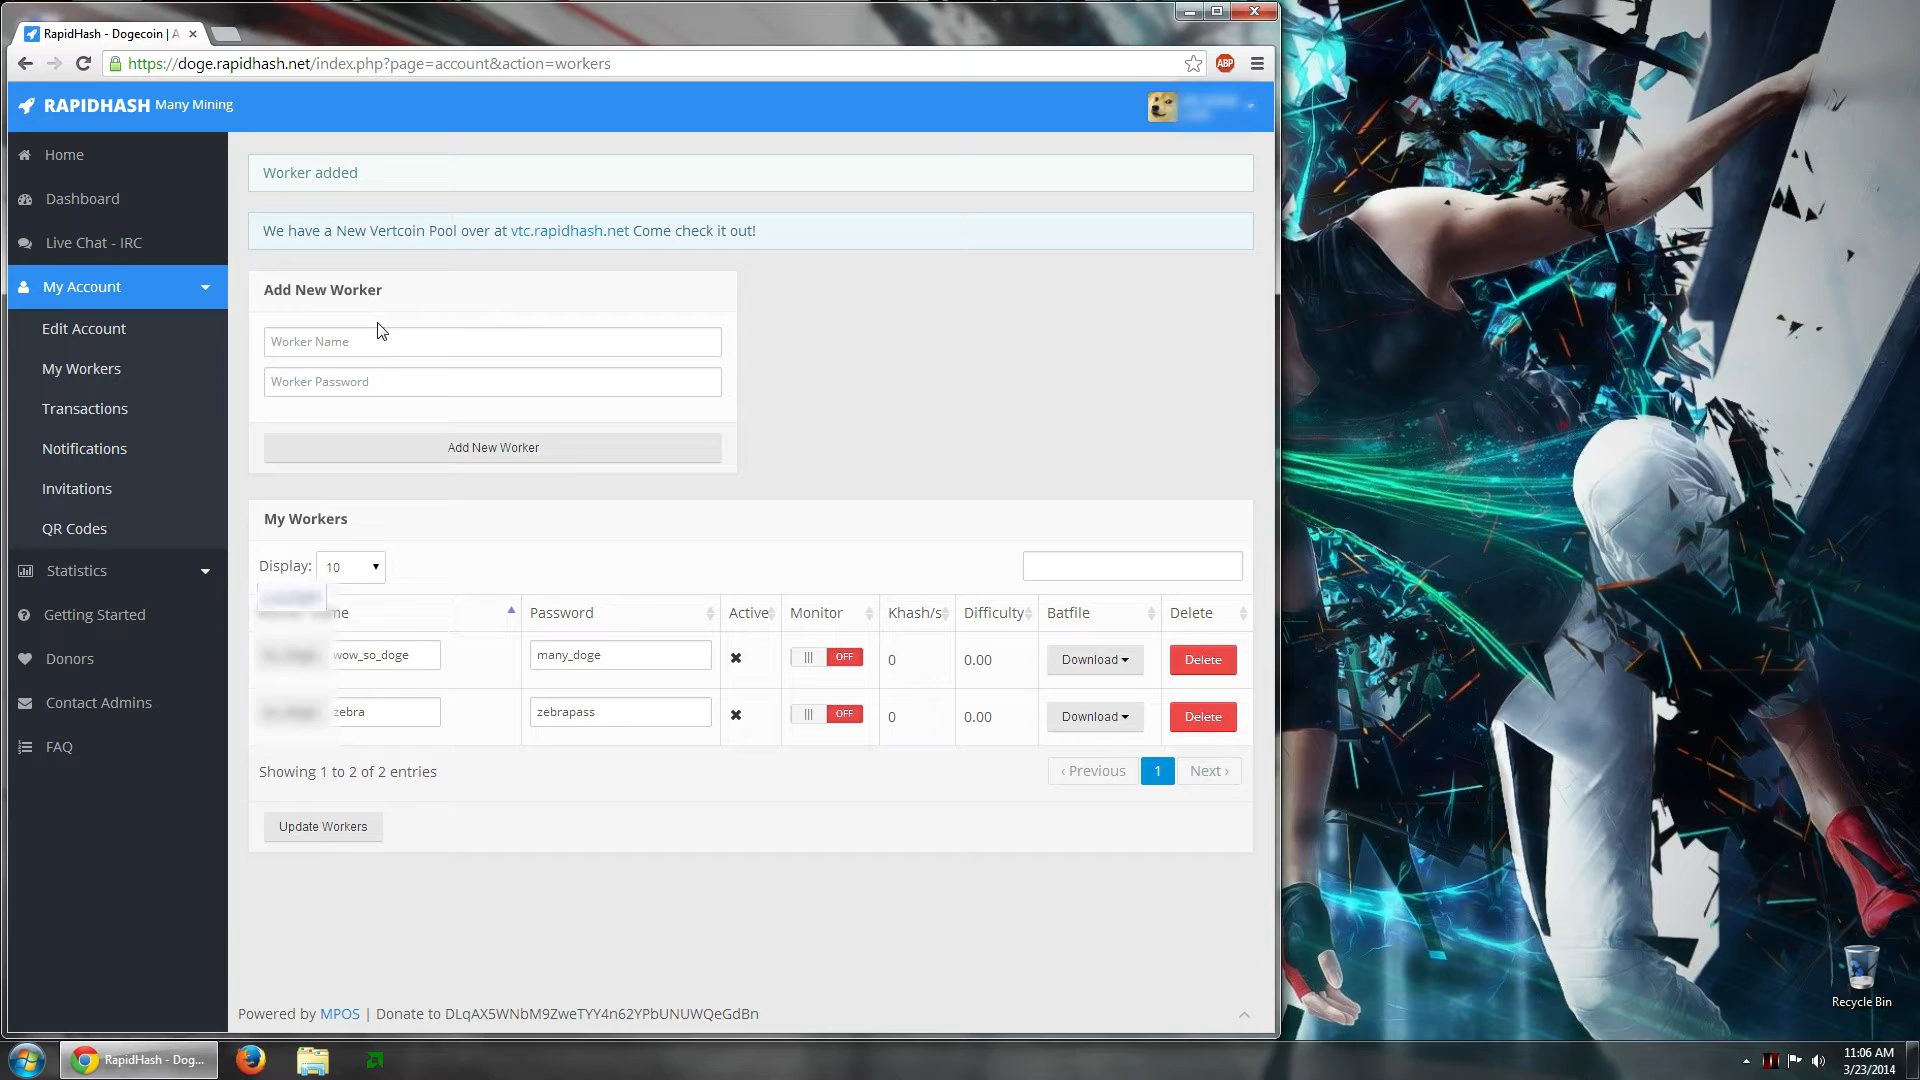 RapidHash - Dogecoin | A
https://doge.rapidhash.net/index.php?page=account&action=workers
ABP
RAPIDHASH Many Mining
Home
Dashboard
Live Chat - IRC
My Account
Edit Account
My Workers
Transactions
Notifications
Invitations
QR Codes
Statistics
Getting Started
Donors
Contact Admins
FAQ
Worker added
We have a New Vertcoin Pool over at vtc.rapidhash.net Come check it out!
Add New Worker
Worker Name
Worker Password
Add New Worker
My Workers
Display: 10
me Password Active Monitor Khash/s Difficulty Batfile Delete
wow_so_doge many_doge OFF 0 0.00 Download Delete
zebra zebrapass OFF 0 0.00 Download Delete
Showing 1 to 2 of 2 entries
‹ Previous 1 Next ›
Update Workers
Powered by MPOS | Donate to DLqAX5WNbM9ZweTYY4n62YPbUNUWQeGdBn
Recycle Bin
RapidHash - Dog...
11:06 AM
3/23/2014